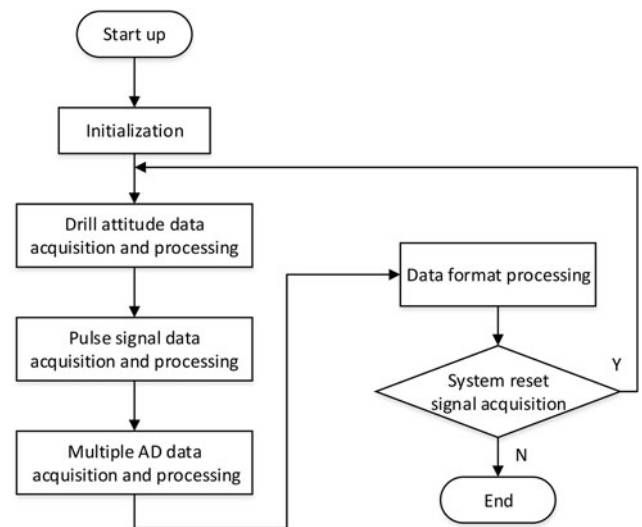 Start up
Initialization
Drill attitude data
acquisition and processing
Pulse signal data
acquisition and processing
Multiple AD data
acquisition and processing
Data format processing
System reset
signal acquisition
Y
N
End